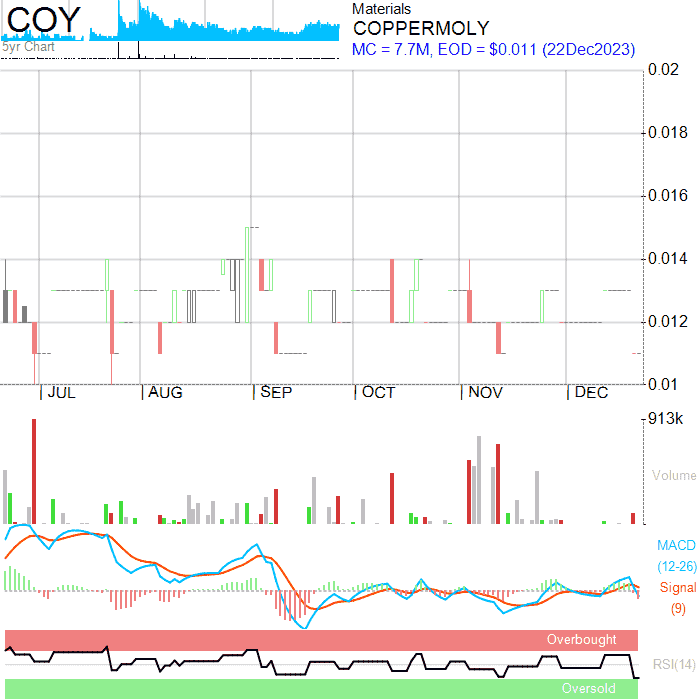 COY
5yr Chart
Materials
COPPERMOLY
MC = 7.7M, EOD = $0.011 (22Dec2023)
0.02
0.018
0.016
0.014
0.012
0.01
JUL AUG SEP OCT NOV DEC
913k
Volume
MACD
(12-26)
Signal
(9)
Overbought
RSI(14)
Oversold